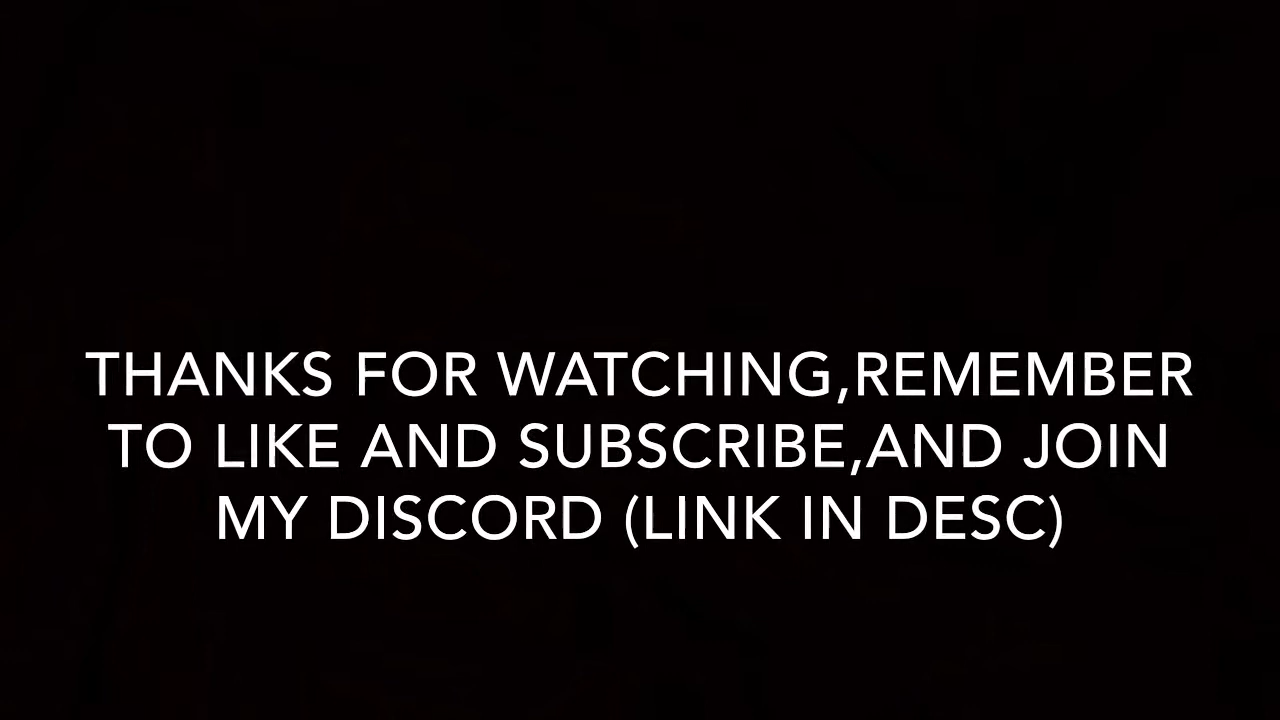 THANKS FOR WATCHING,REMEMBER
TO LIKE AND SUBSCRIBE,AND JOIN
MY DISCORD (LINK IN DESC)